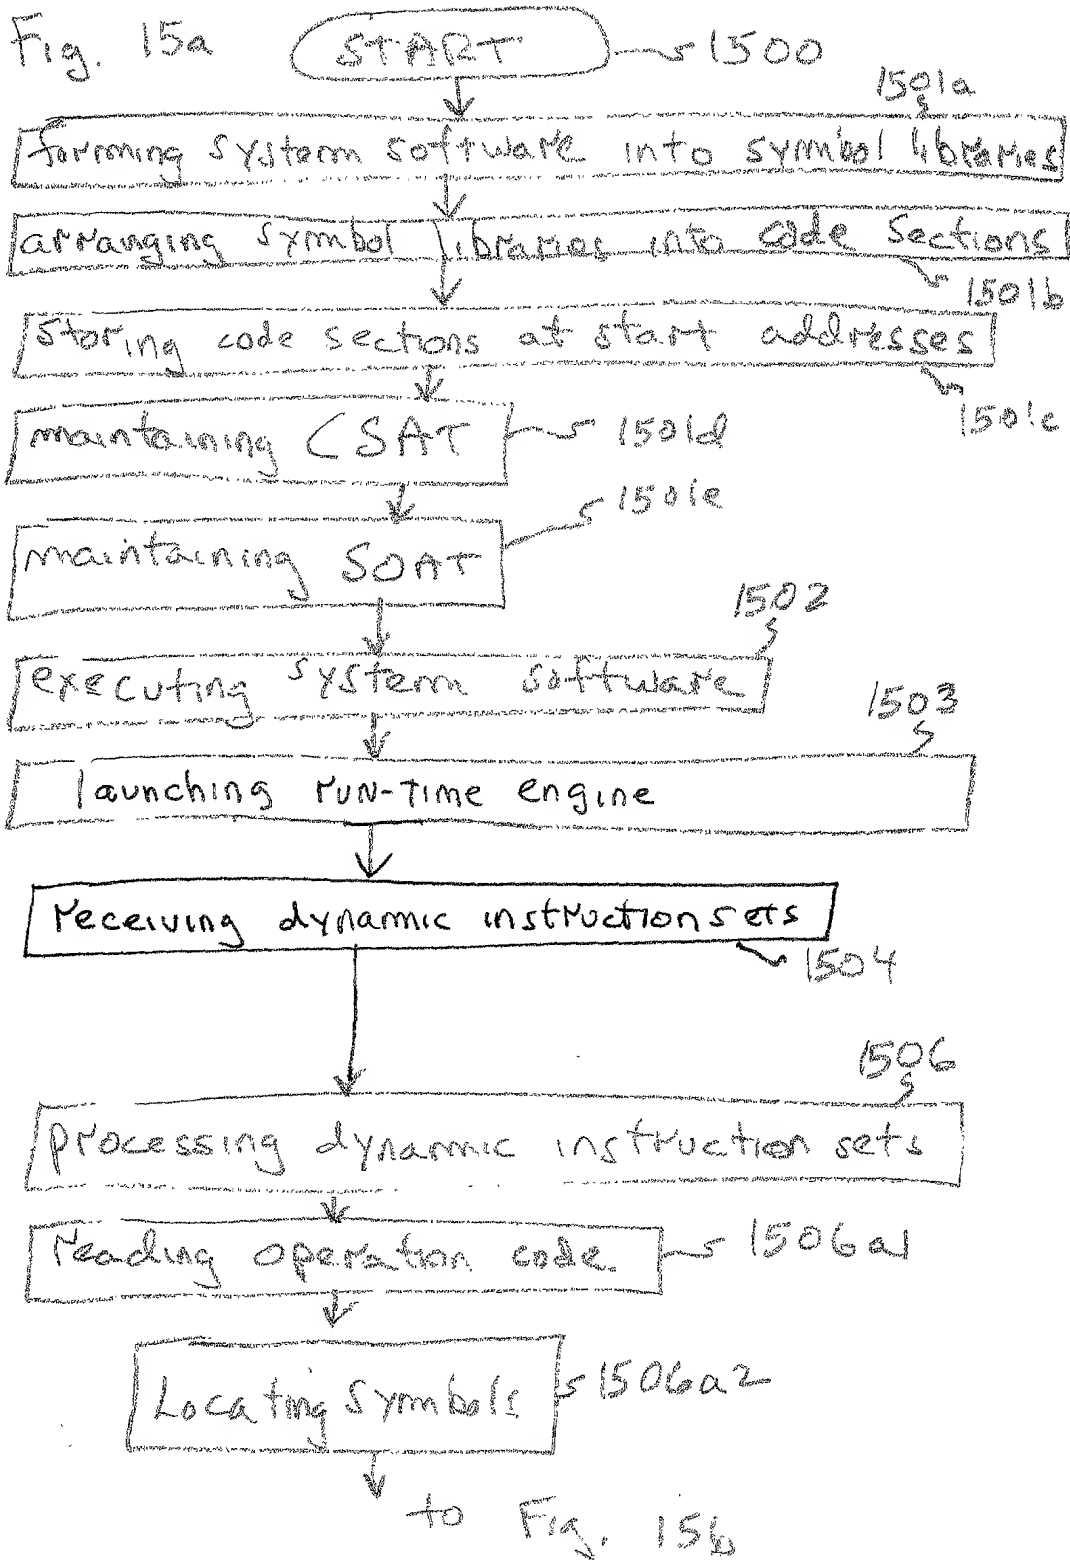 Fig. 15a START 1500
1501a
forming system software into symbol libraries
arranging symbol libraries into code sections
1501b
storing code sections at start addresses
1501c
maintaining CSAT 1501d
1501e
maintaining SOAT
1502
executing system software
1503
launching run-time engine
receiving dynamic instruction sets
1504
1506
processing dynamic instruction sets
reading operation code 1506a1
Locating symbols 1506a2
to Fig. 15b